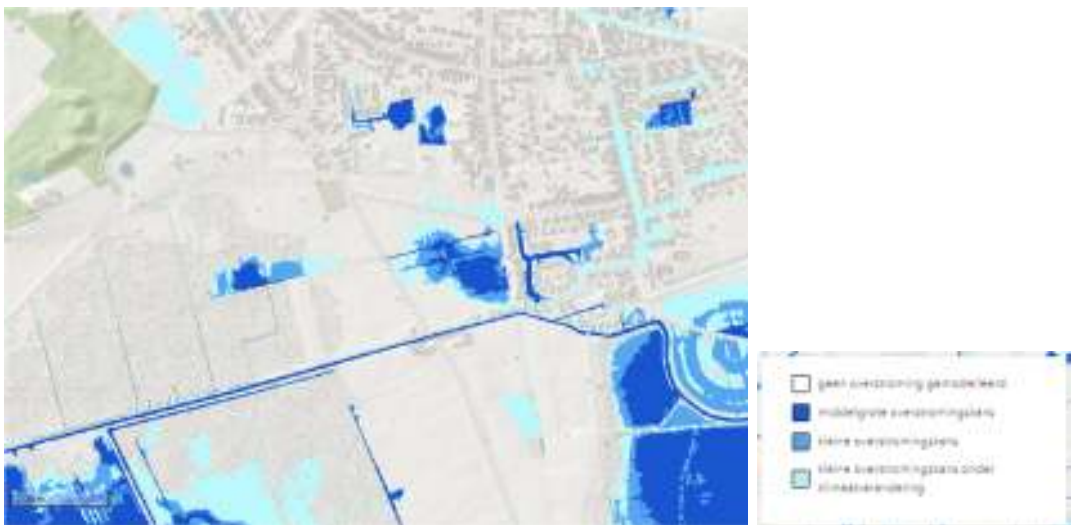 geen overstroming gemodelleerd
middelgrote overstromingskans
kleine overstromingskans
kleine overstromingskans onder
klimaatverandering